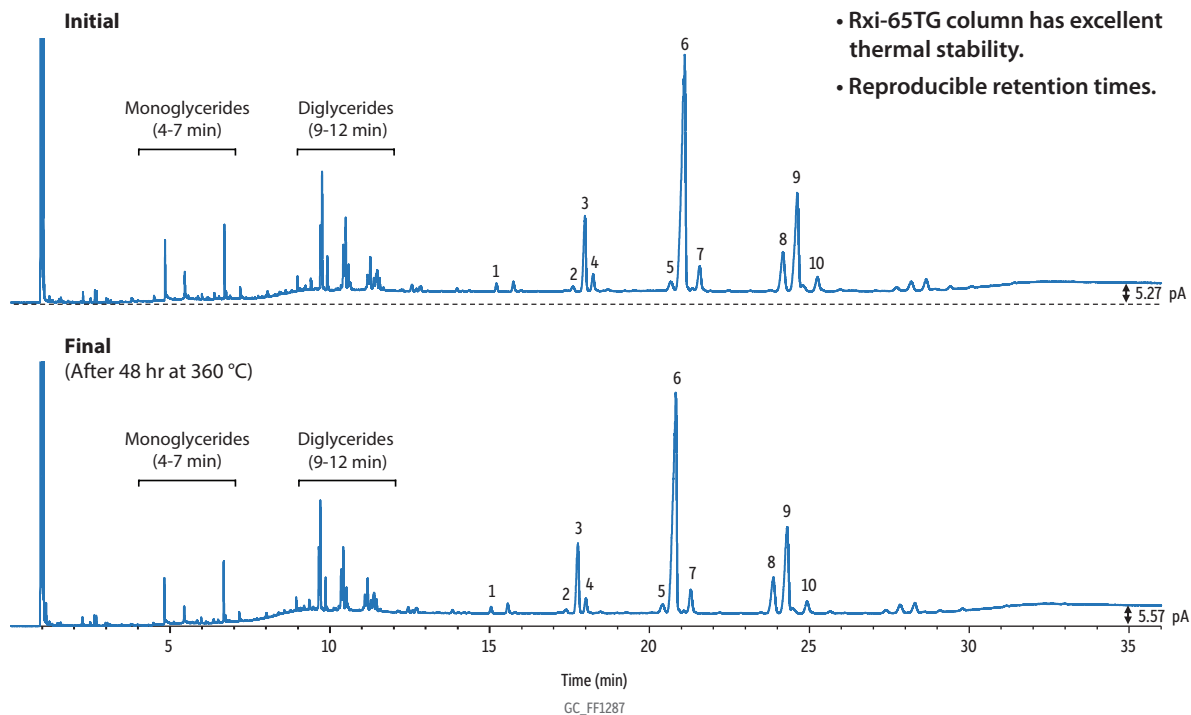 Initial
• Rxi-65TG column has excellent
thermal stability.
• Reproducible retention times.
Monoglycerides
(4-7 min)
Diglycerides
(9-12 min)
1
2
3
4
5
6
7
8
9
10
5.27 pA
Final
(After 48 hr at 360 °C)
Monoglycerides
(4-7 min)
Diglycerides
(9-12 min)
1
2
3
4
5
6
7
8
9
10
5.57 pA
5 10 15 20 25 30 35
Time (min)
GC_FF1287